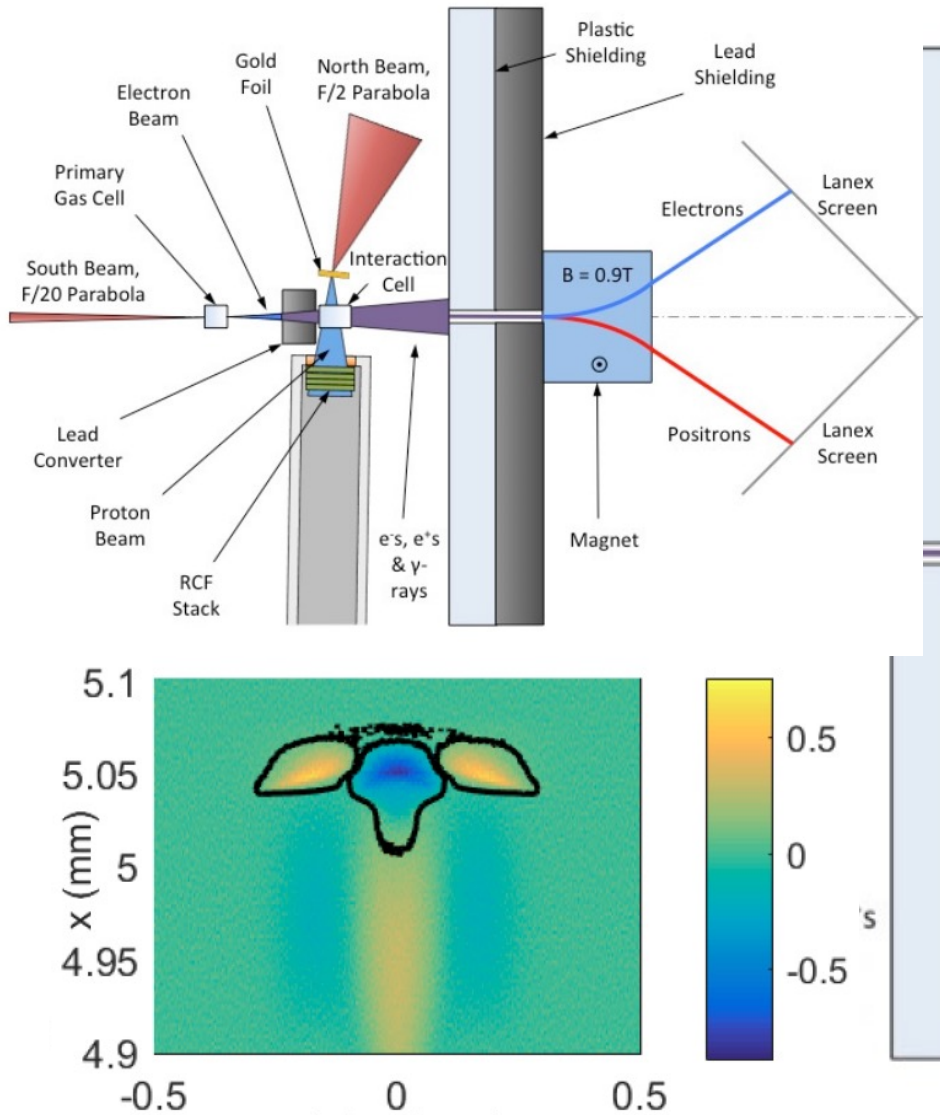 Plastic
Shielding
Gold
Foil
North Beam,
F/2 Parabola
Lead
Shielding
Electron
Beam
Primary
Gas Cell
Electrons
Lanex
Screen
Interaction
Cell
B = 0.9T
South Beam,
F/20 Parabola
Lead
Converter
Positrons
Lanex
Screen
Proton
Beam
e⁻s, e⁺s
& γ-
rays
Magnet
RCF
Stack
5.1
5.05
5
4.95
4.9
x (mm)
-0.5
0
0.5
0.5
0
-0.5